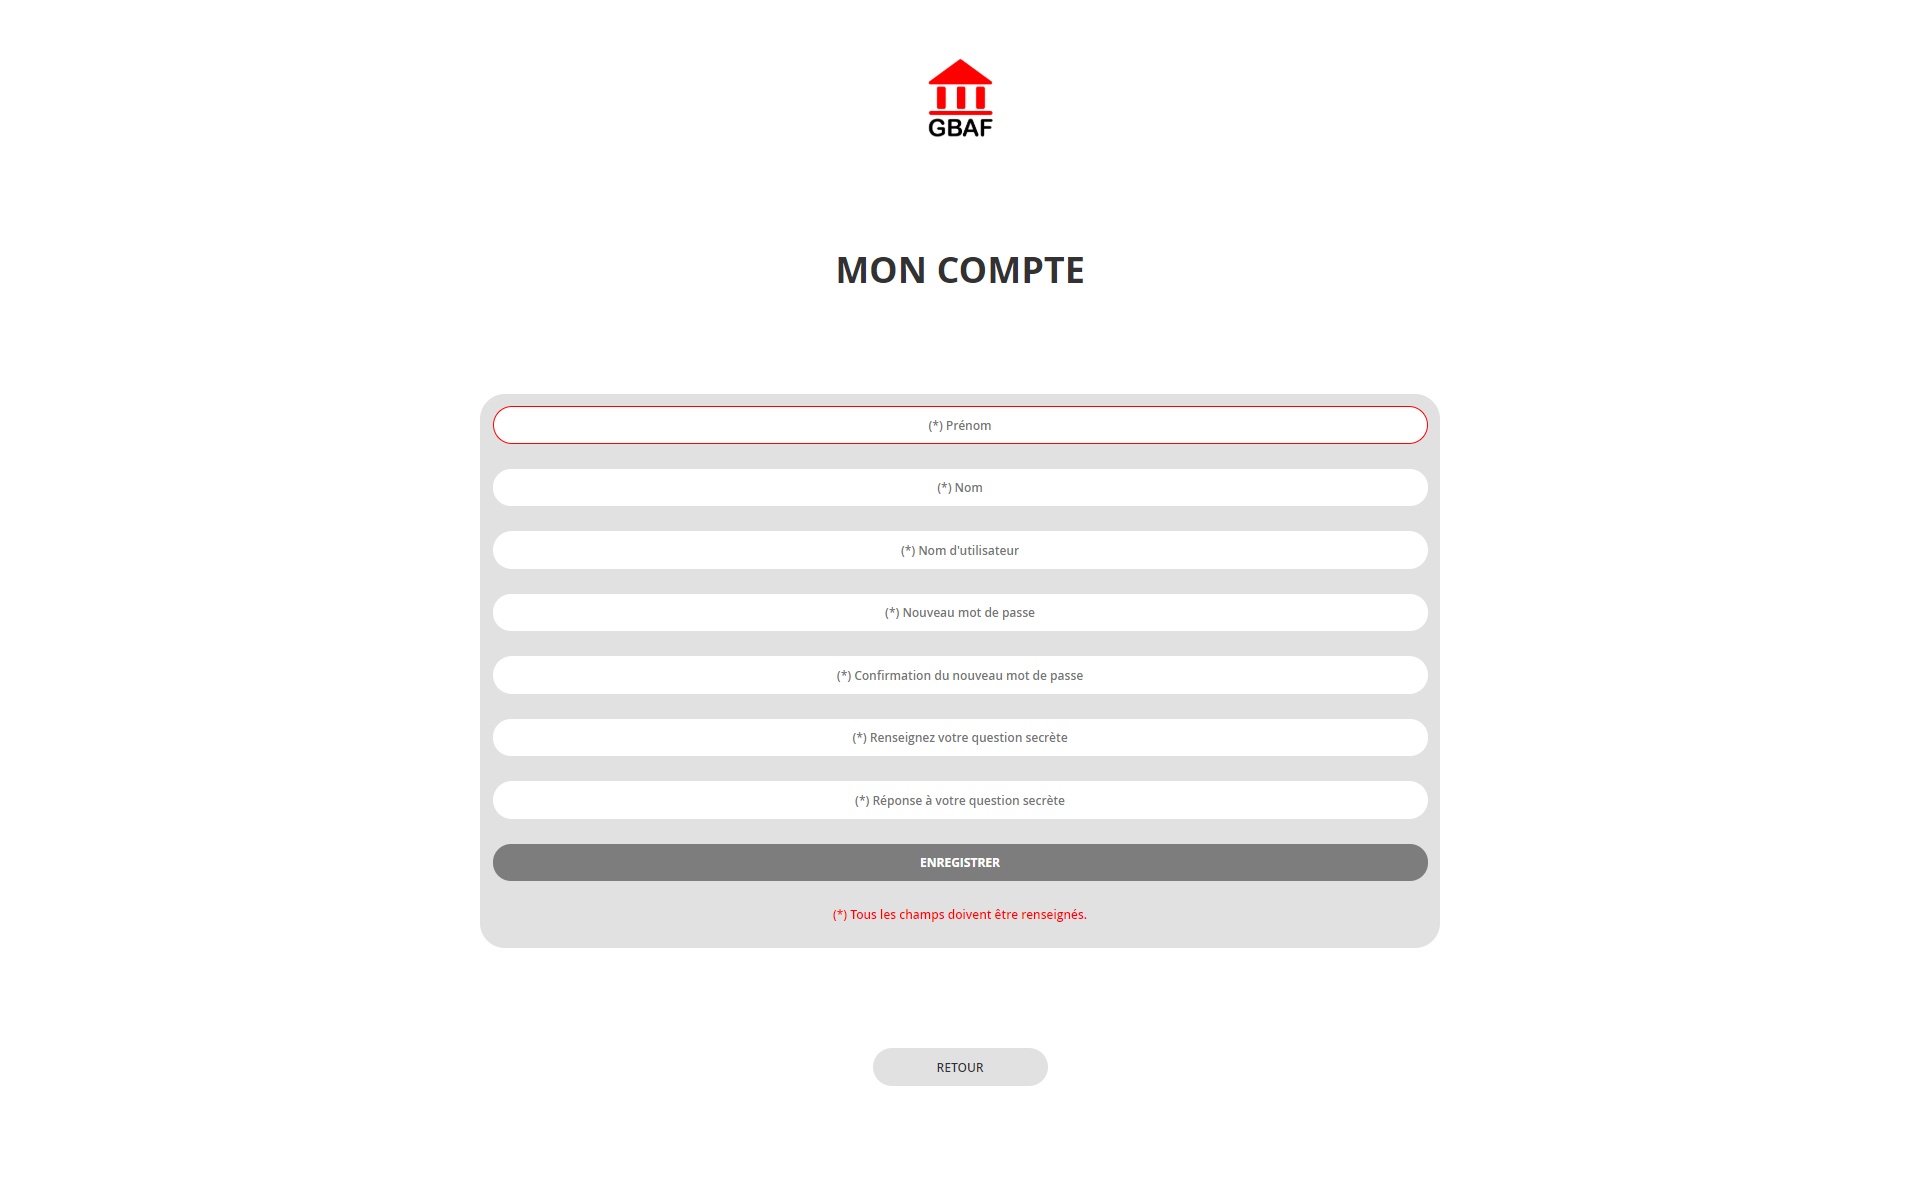 GBAF
MON COMPTE
(*) Prénom
(*) Nom
(*) Nom d'utilisateur
(*) Nouveau mot de passe
(*) Confirmation du nouveau mot de passe
(*) Renseignez votre question secrète
(*) Réponse à votre question secrète
ENREGISTRER
(*) Tous les champs doivent être renseignés.
RETOUR